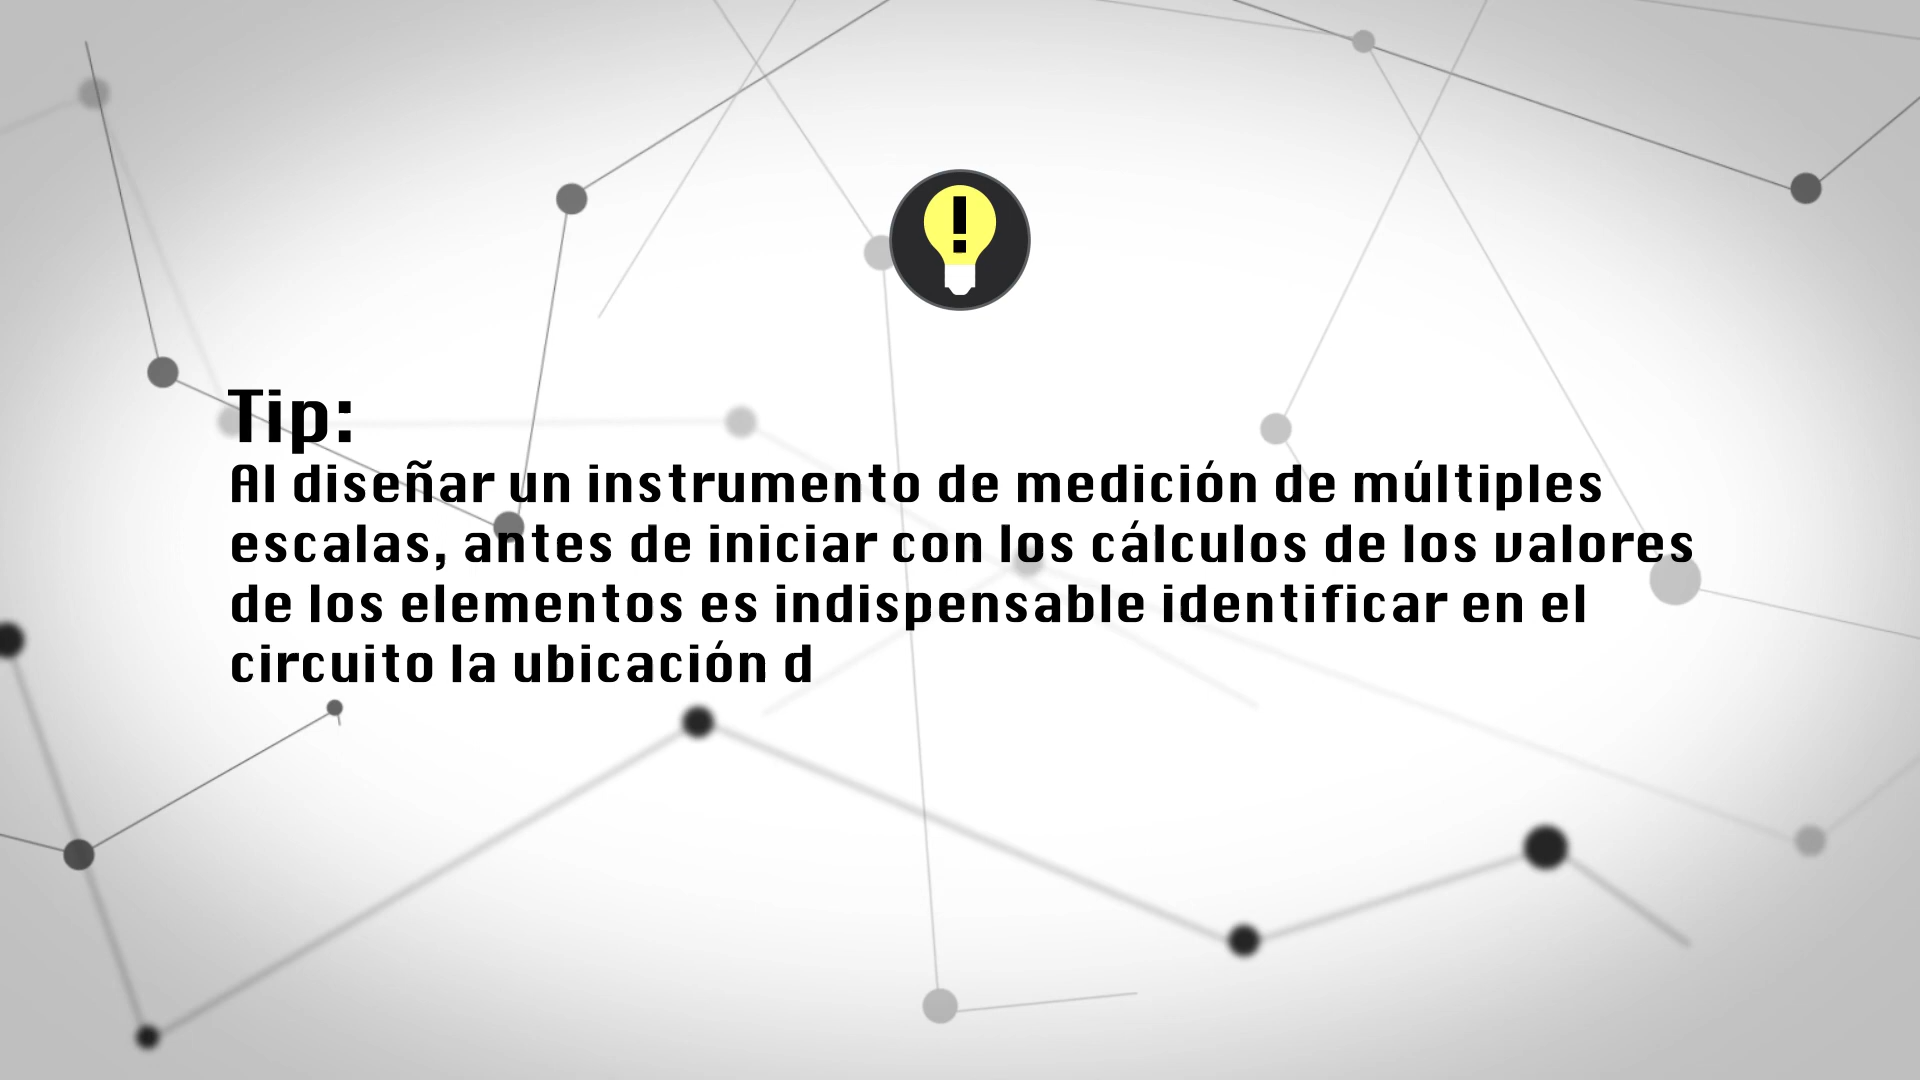 Tip:
Al diseñar un instrumento de medición de múltiples
escalas, antes de iniciar con los cálculos de los valores
de los elementos es indispensable identificar en el
circuito la ubicación d